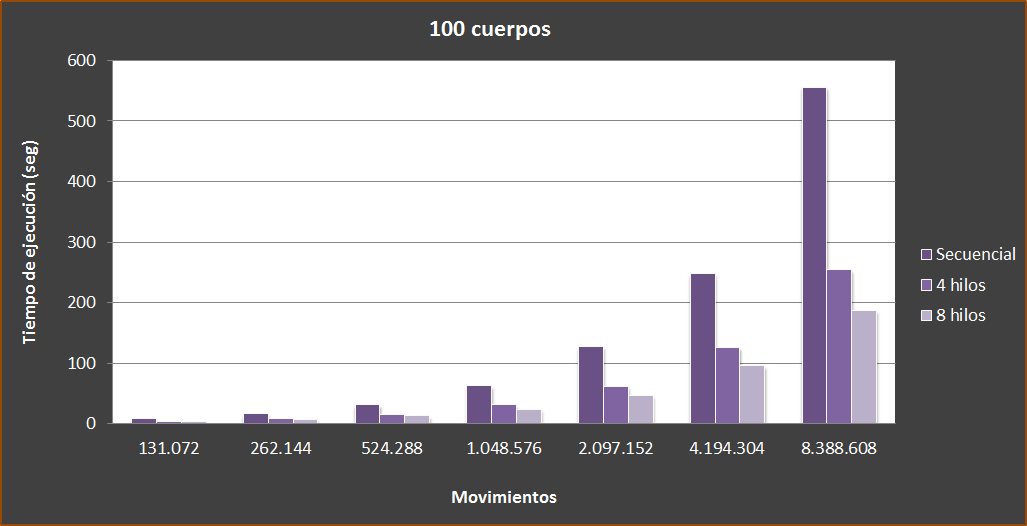 100 cuerpos
Tiempo de ejecución (seg)
600
500
400
300
200
100
0
131.072 262.144 524.288 1.048.576 2.097.152 4.194.304 8.388.608
Movimientos
Secuencial
4 hilos
8 hilos